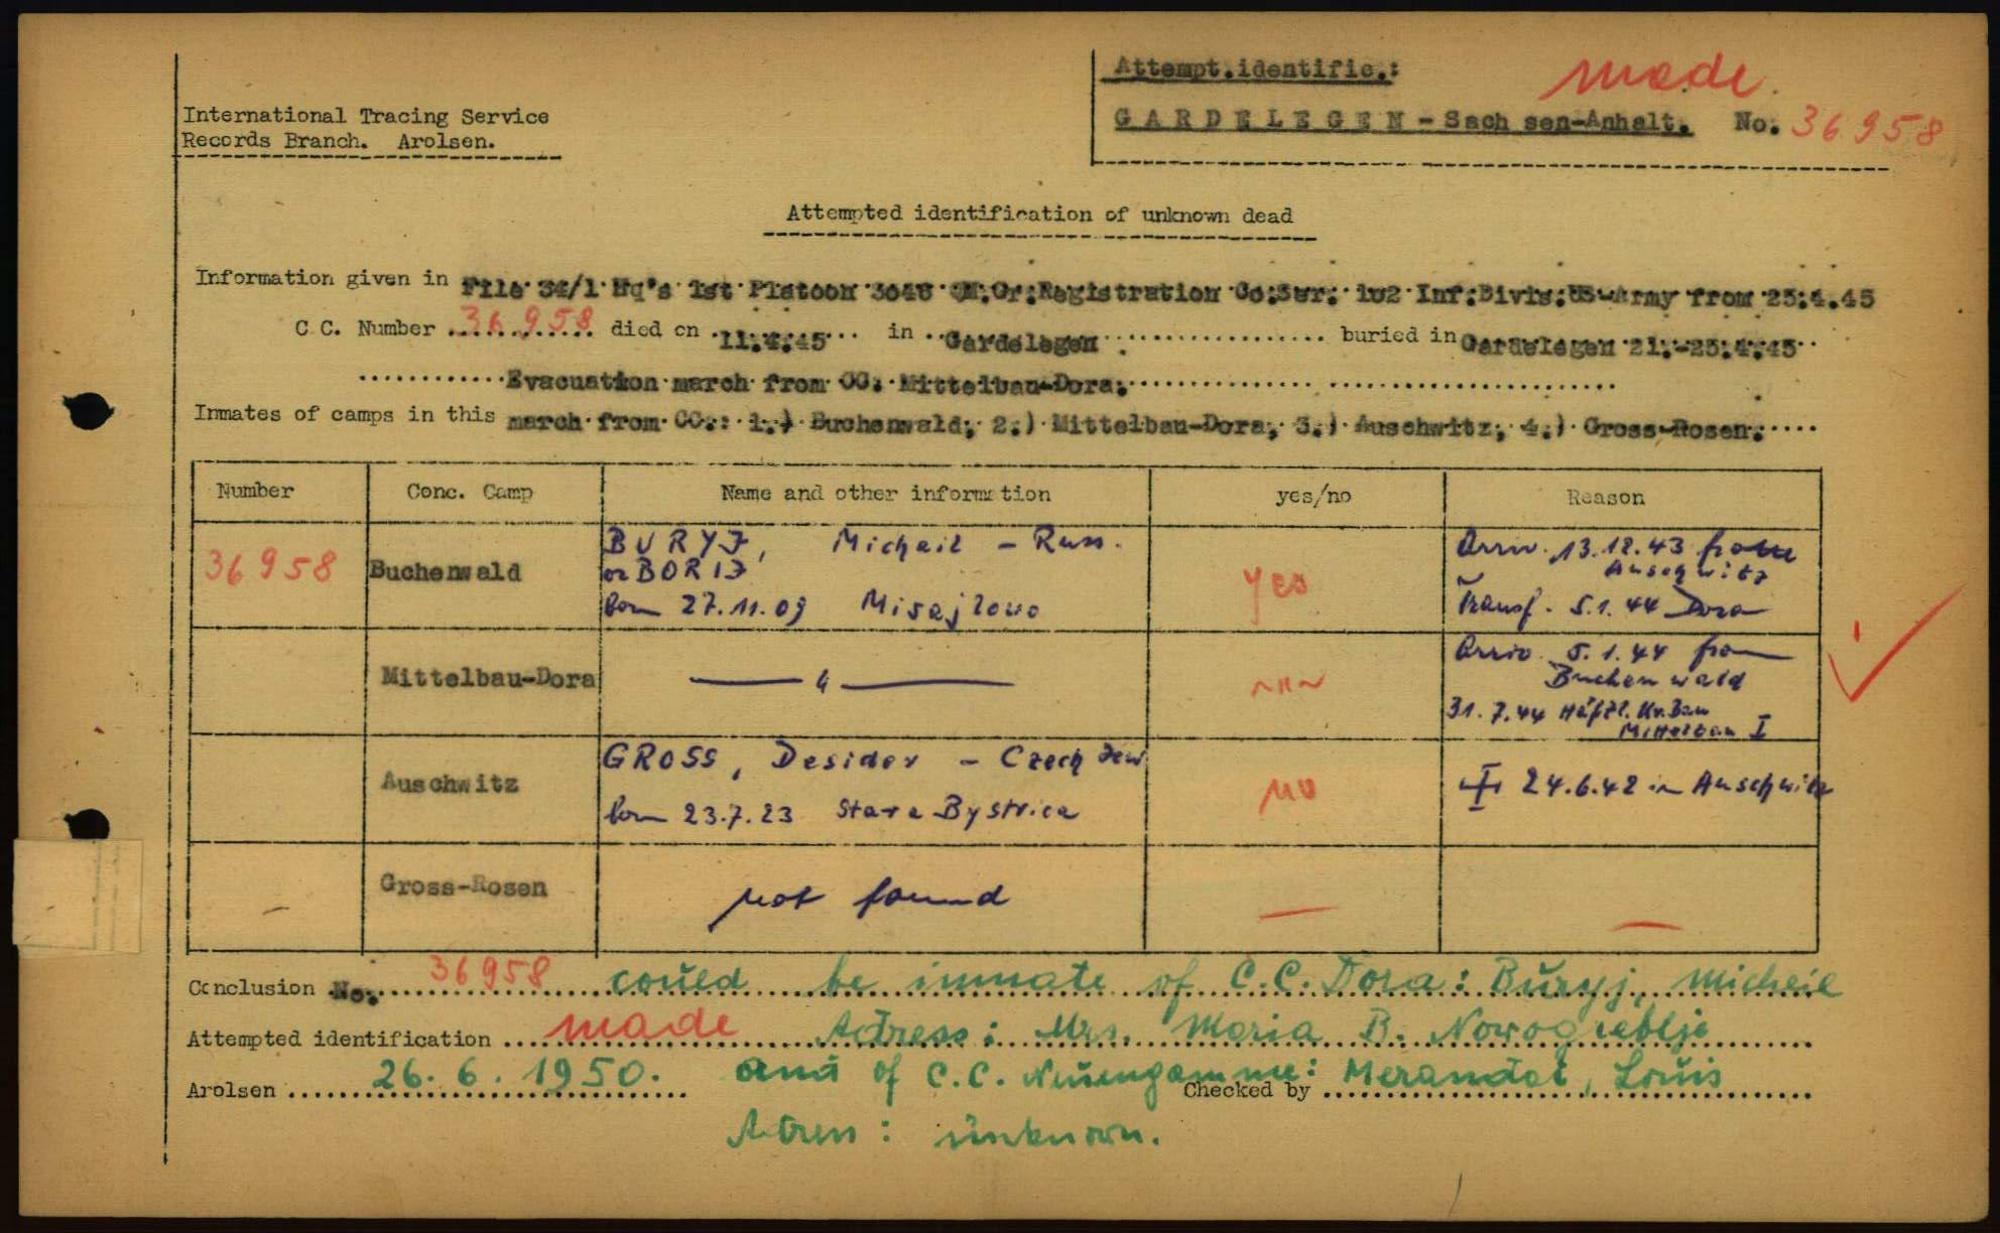 Attempt.identific.: made.
International Tracing Service
GARDELEGEN - Sachsen-Anhalt. No. 36958
Records Branch. Arolsen.
Attempted identification of unknown dead
Information given in File 34/1 Hq's 1st Platoon 3048 QM.Gr.Registration Co.Ser. 102 Inf.Divis.US-Army from 25.4.45
C.C. Number 36958 died on 11.4.45 in Gardelegen buried in Gardelegen 21.-25.4.45
Evacuation march from CC. Mittelbau-Dora.
Inmates of camps in this march from CC.: 1.) Buchenwald, 2.) Mittelbau-Dora, 3.) Auschwitz, 4.) Gross-Rosen.
Number Conc. Camp Name and other information yes/no Reason
36958 Buchenwald BURYJ, Michail - Russ. or BORIJ born 27.11.09 Misajlowo yes Arriv. 13.12.43 from Auschwitz Transf. 5.1.44 Dora
Mittelbau-Dora — " — ~"~ Arriv. 5.1.44 from Buchenwald 31.7.44 Häftl. Kr.Bau Mittelbau I
Auschwitz GROSS, Desider - Czech Jew born 23.7.23 Stara Bystrica no 24.6.42 in Auschwitz
— Gross-Rosen not found — —
Conclusion No. 36958 could be inmate of C.C. Dora: Buryj, Micheil
Attempted identification made Adress: Mrs. Maria B. Nowogreblje
Arolsen 26.6.1950. and of C.C. Neuengamme: Checked by Merandet, Louis
Adress: unknown.